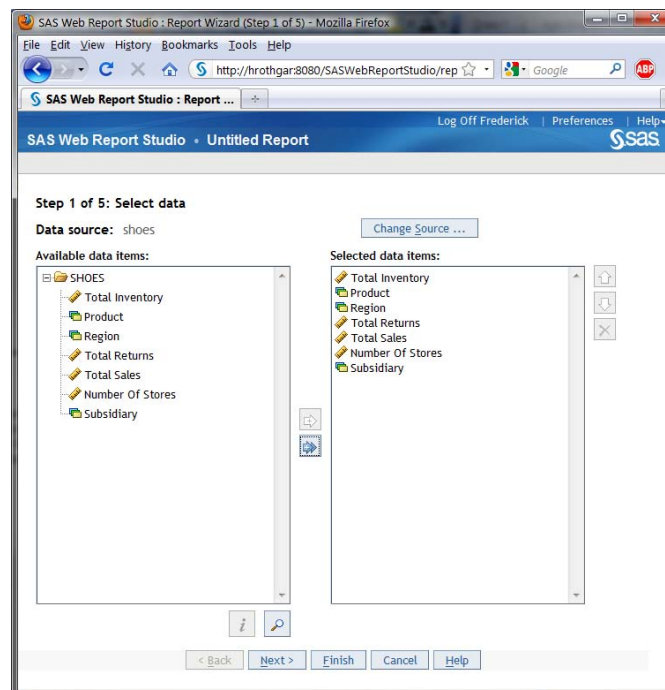 SAS Web Report Studio : Report Wizard (Step 1 of 5) - Mozilla Firefox
File Edit View History Bookmarks Tools Help
http://hrothgar:8080/SASWebReportStudio/rep
Google
ABP
SAS Web Report Studio : Report ...
Log Off Frederick | Preferences | Help
SAS Web Report Studio • Untitled Report
sas
Step 1 of 5: Select data
Data source: shoes
Change Source ...
Available data items:
SHOES
Total Inventory
Product
Region
Total Returns
Total Sales
Number Of Stores
Subsidiary
Selected data items:
Total Inventory
Product
Region
Total Returns
Total Sales
Number Of Stores
Subsidiary
i
< Back Next > Finish Cancel Help